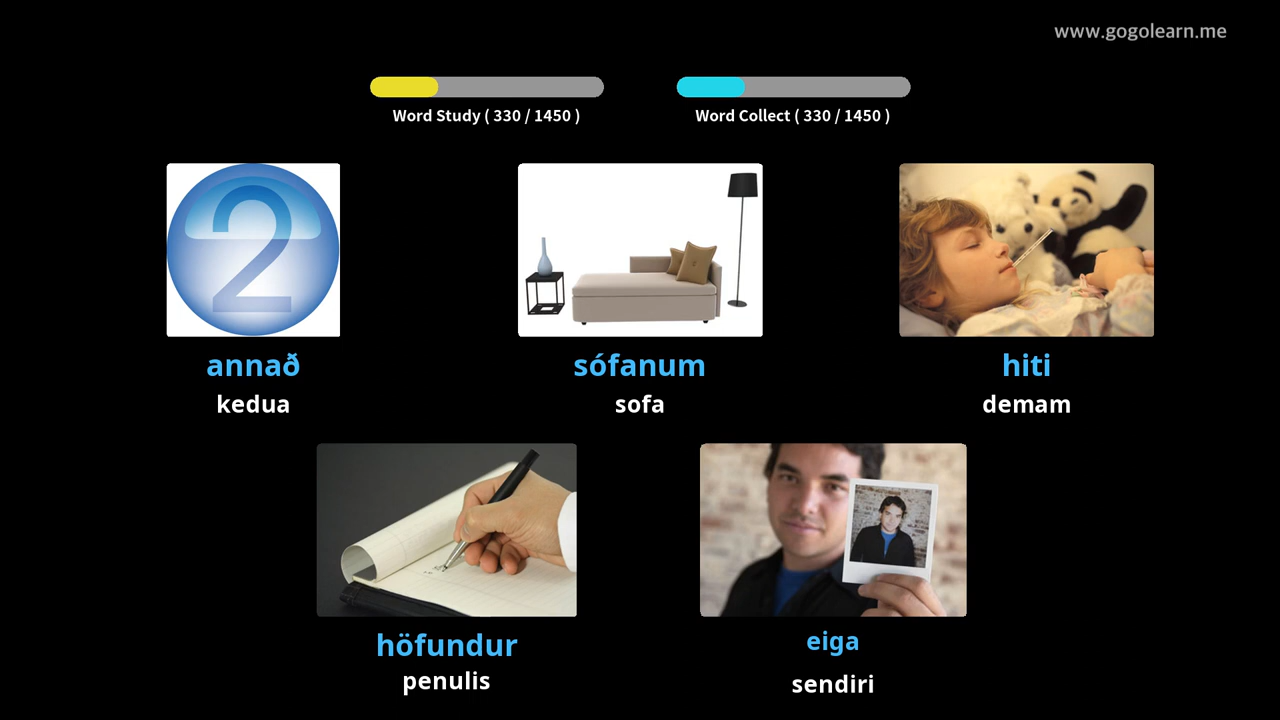 www.gogolearn.me
Word Study ( 330 / 1450 )
Word Collect ( 330 / 1450 )
2
annað
kedua
sófanum
sofa
hiti
demam
höfundur
penulis
eiga
sendiri